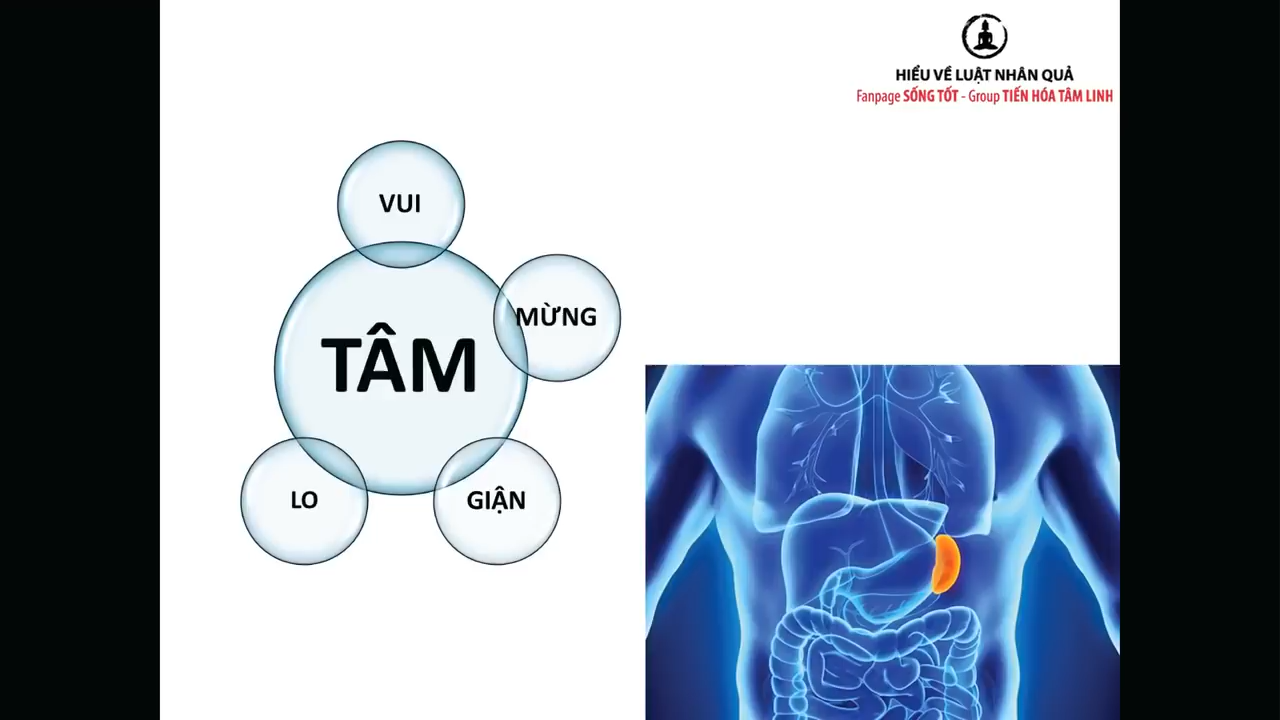 HIỂU VỀ LUẬT NHÂN QUẢ
Fanpage SỐNG TỐT - Group TIẾN HÓA TÂM LINH
VUI
MỪNG
TÂM
LO
GIẬN